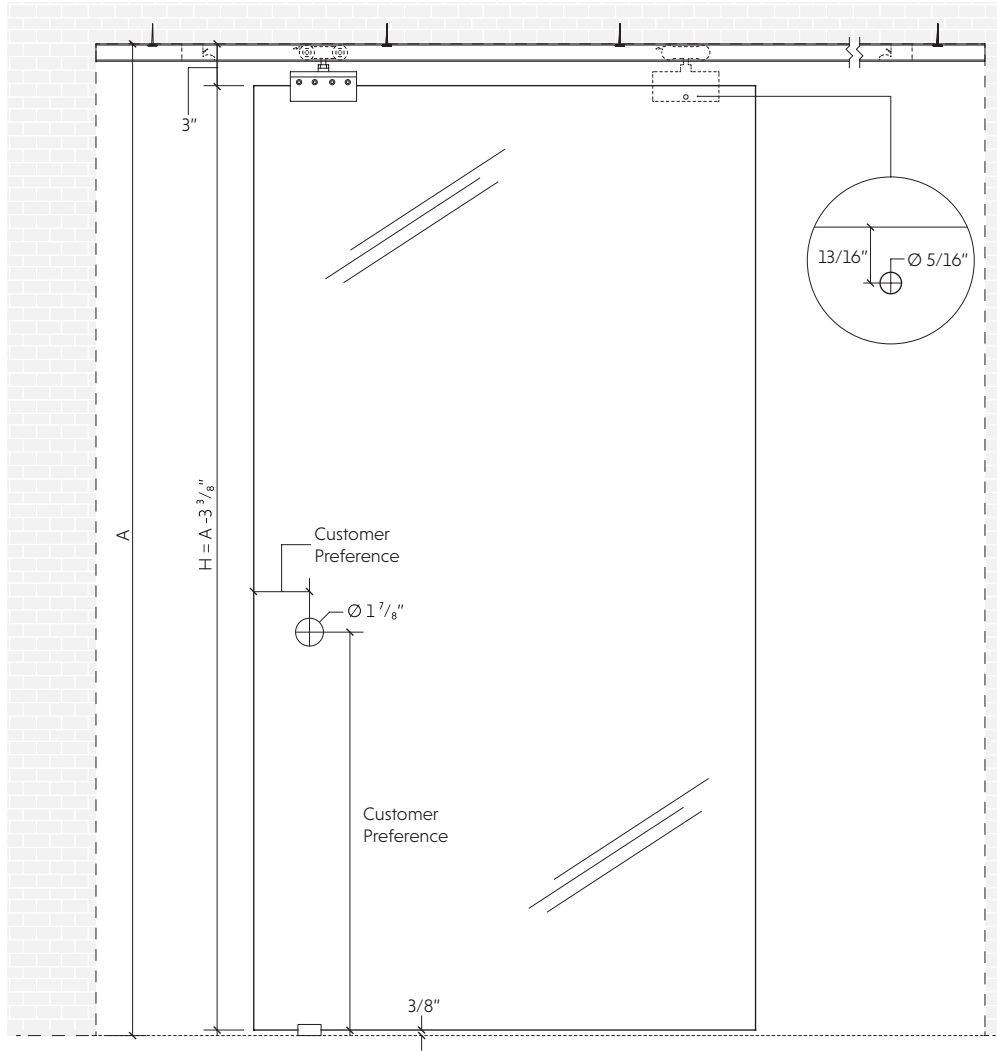 3"
13/16"
Ø 5/16"
A
H = A -3 3/8"
Customer
Preference
Ø 1 7/8"
Customer
Preference
3/8"